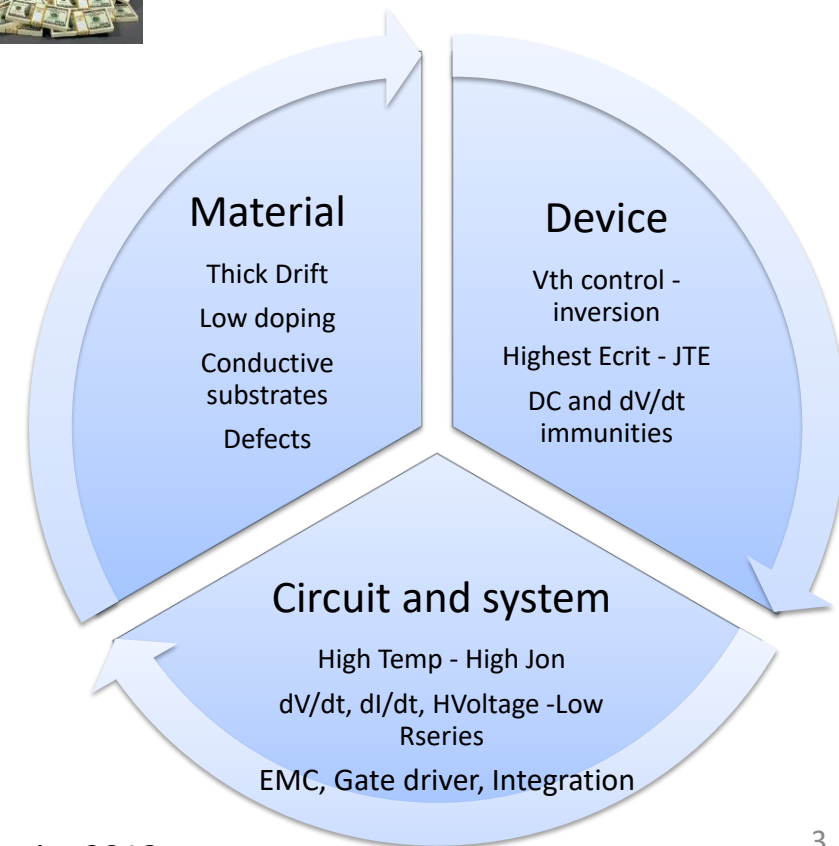 Material
Thick Drift
Low doping
Conductive
substrates
Defects
Device
Vth control -
inversion
Highest Ecrit - JTE
DC and dV/dt
immunities
Circuit and system
High Temp - High Jon
dV/dt, dI/dt, HVoltage -Low
Rseries
EMC, Gate driver, Integration
3